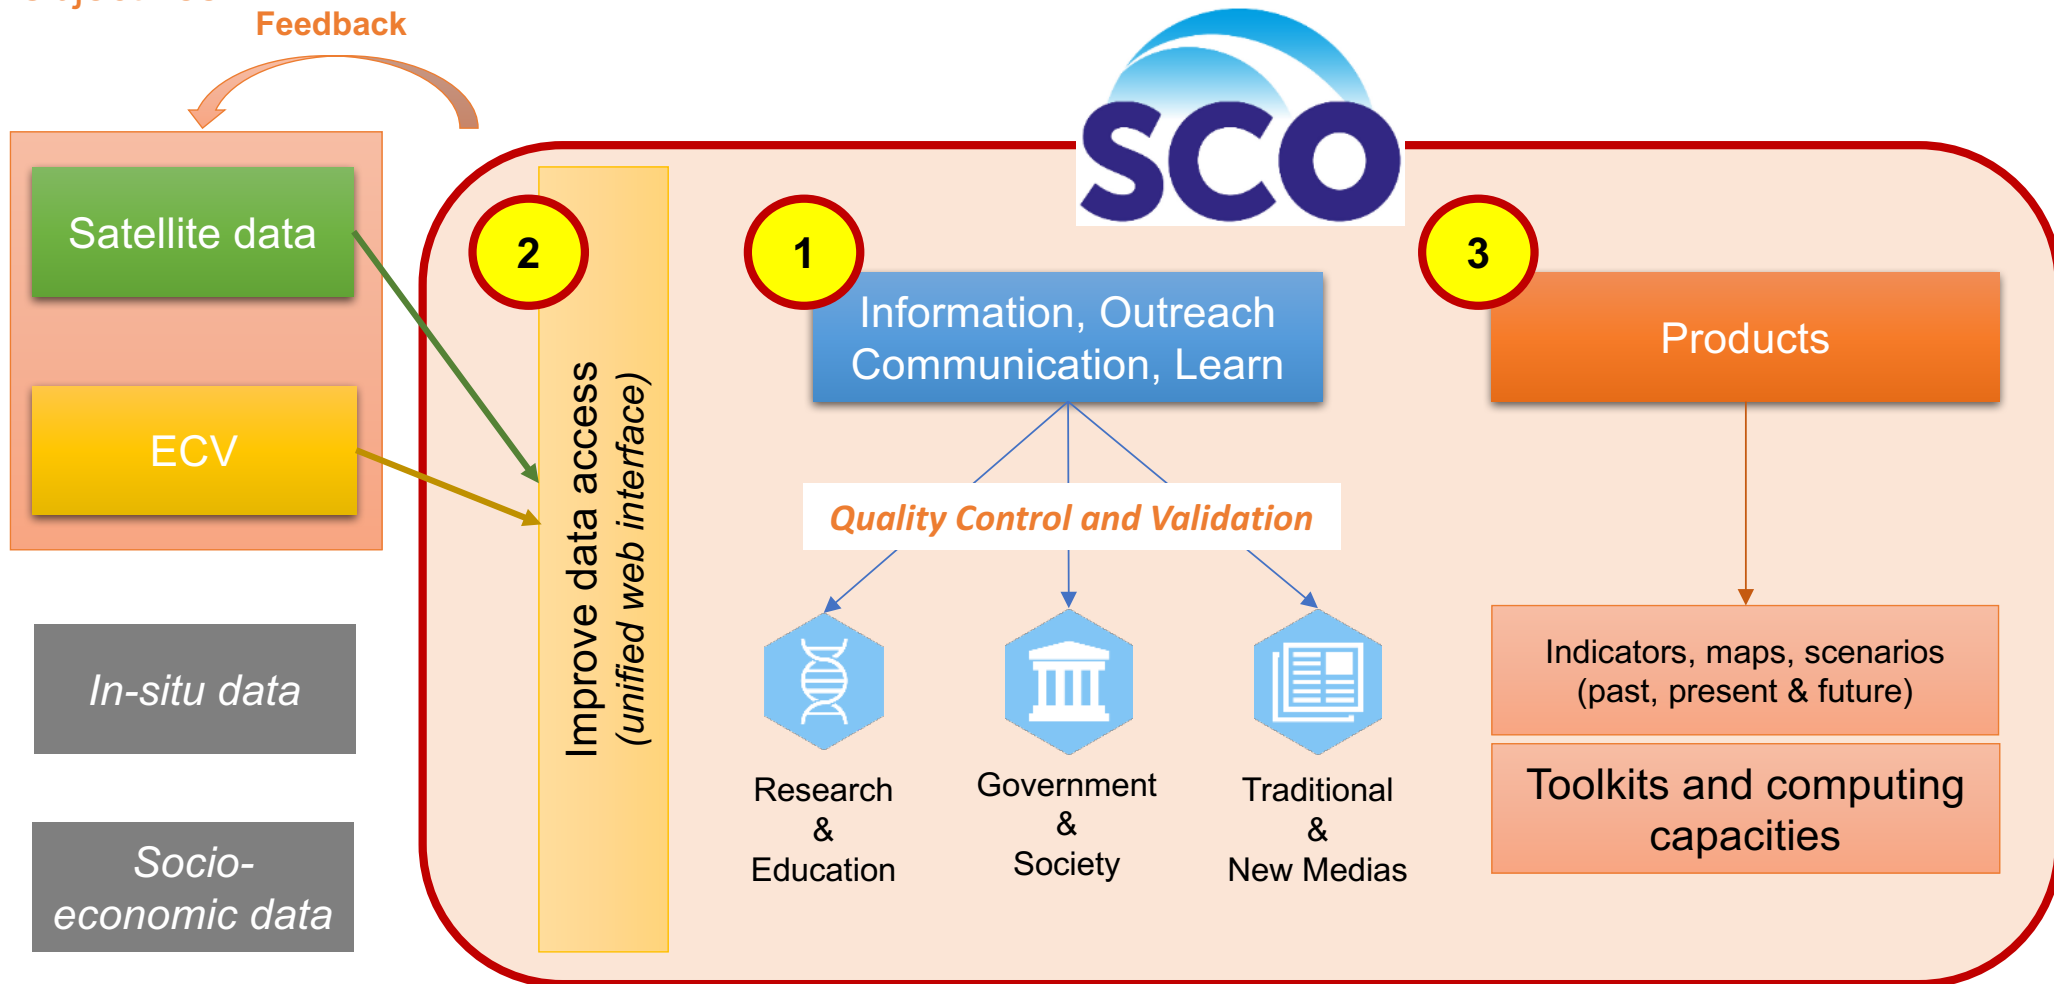 Feedback
SCO
Satellite data
ECV
In-situ data
Socio-
economic data
2
Improve data access
(unified web interface)
1
Information, Outreach
Communication, Learn
Quality Control and Validation
Research
&
Education
Government
&
Society
Traditional
&
New Medias
3
Products
Indicators, maps, scenarios
(past, present & future)
Toolkits and computing
capacities